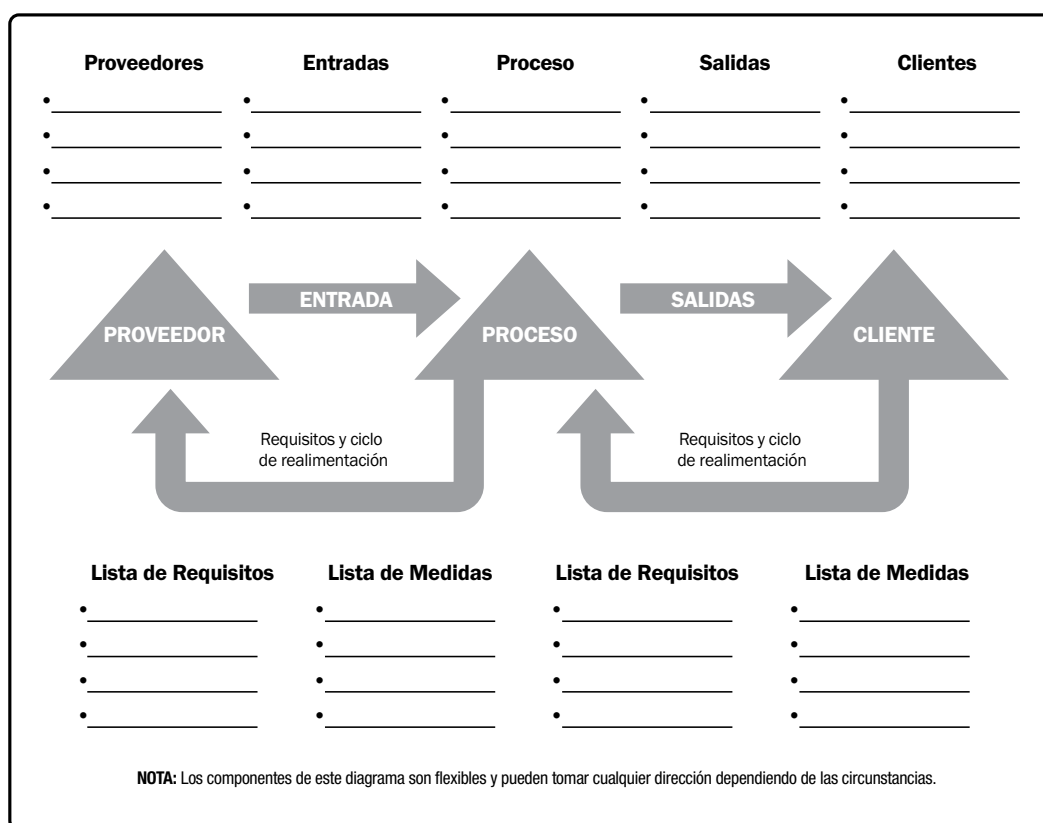 Proveedores Entradas Proceso Salidas Clientes
ENTRADA SALIDAS
PROVEEDOR PROCESO CLIENTE
Requisitos y ciclo
de realimentación
Requisitos y ciclo
de realimentación
Lista de Requisitos Lista de Medidas Lista de Requisitos Lista de Medidas
NOTA: Los componentes de este diagrama son flexibles y pueden tomar cualquier dirección dependiendo de las circunstancias.